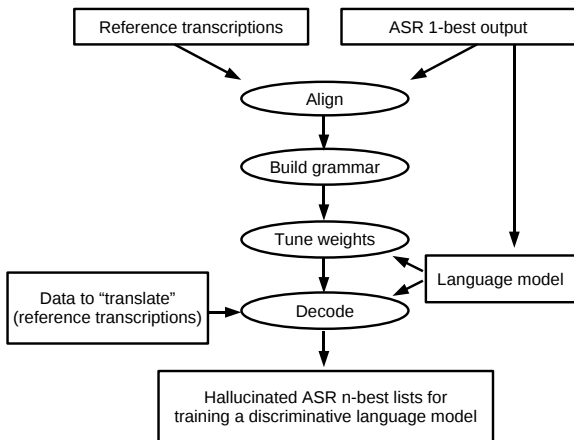 Reference transcriptions
ASR 1-best output
Align
Build grammar
Tune weights
Language model
Data to “translate”
(reference transcriptions)
Decode
Hallucinated ASR n-best lists for
training a discriminative language model